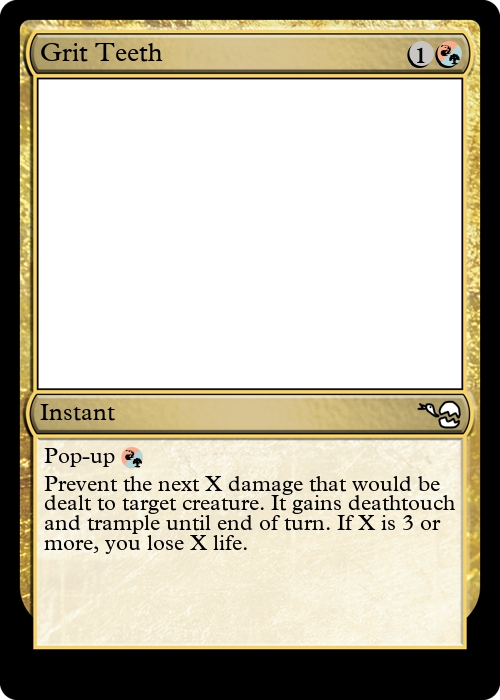 Grit Teeth 1
Instant
Pop-up
Prevent the next X damage that would be
dealt to target creature. It gains deathtouch
and trample until end of turn. If X is 3 or
more, you lose X life.